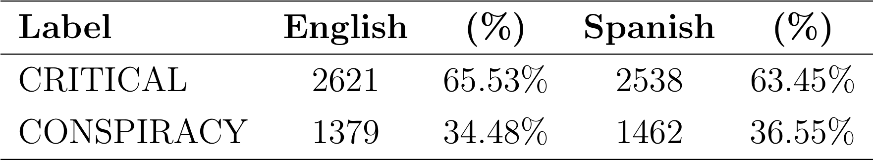 Label English (%) Spanish (%)
CRITICAL 2621 65.53% 2538 63.45%
CONSPIRACY 1379 34.48% 1462 36.55%